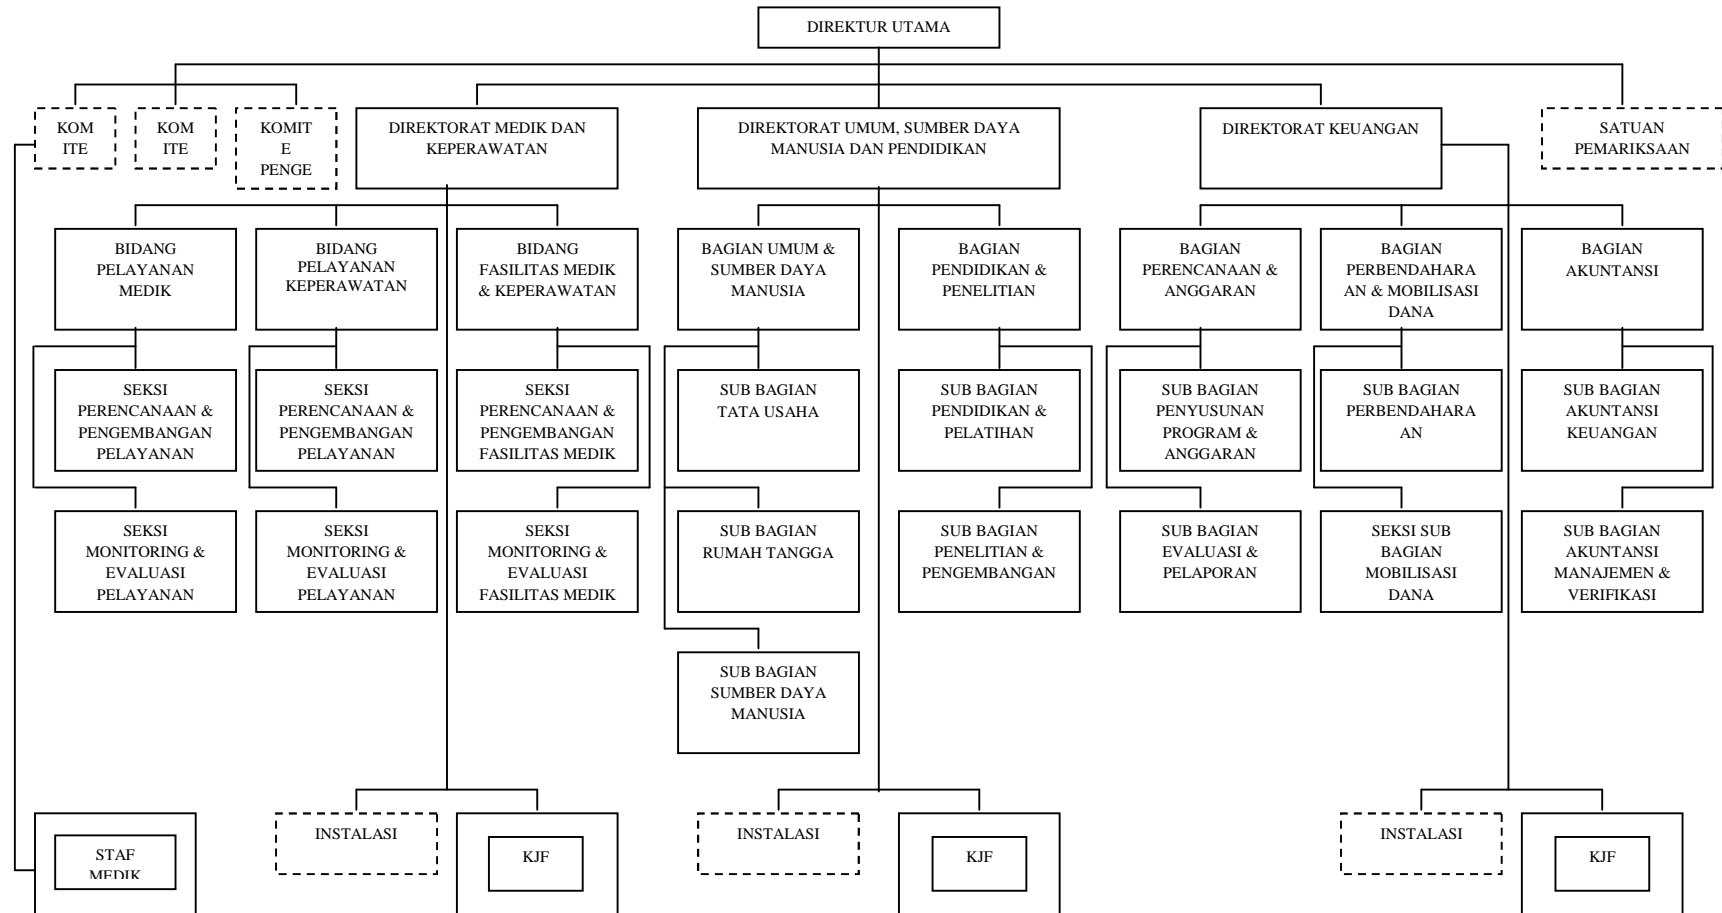 DIREKTUR UTAMA
KOM
ITE
KOM
ITE
KOMIT
E
PENGE
DIREKTORAT MEDIK DAN
KEPERAWATAN
DIREKTORAT UMUM, SUMBER DAYA
MANUSIA DAN PENDIDIKAN
DIREKTORAT KEUANGAN
SATUAN
PEMARIKSAAN
BIDANG
PELAYANAN
MEDIK
BIDANG
PELAYANAN
KEPERAWATAN
BIDANG
FASILITAS MEDIK
& KEPERAWATAN
BAGIAN UMUM &
SUMBER DAYA
MANUSIA
BAGIAN
PENDIDIKAN &
PENELITIAN
BAGIAN
PERENCANAAN &
ANGGARAN
BAGIAN
PERBENDAHARA
AN & MOBILISASI
DANA
BAGIAN
AKUNTANSI
SEKSI
PERENCANAAN &
PENGEMBANGAN
PELAYANAN
SEKSI
PERENCANAAN &
PENGEMBANGAN
PELAYANAN
SEKSI
PERENCANAAN &
PENGEMBANGAN
FASILITAS MEDIK
SUB BAGIAN
TATA USAHA
SUB BAGIAN
PENDIDIKAN &
PELATIHAN
SUB BAGIAN
PENYUSUNAN
PROGRAM &
ANGGARAN
SUB BAGIAN
PERBENDAHARA
AN
SUB BAGIAN
AKUNTANSI
KEUANGAN
SEKSI
MONITORING &
EVALUASI
PELAYANAN
SEKSI
MONITORING &
EVALUASI
PELAYANAN
SEKSI
MONITORING &
EVALUASI
FASILITAS MEDIK
SUB BAGIAN
RUMAH TANGGA
SUB BAGIAN
PENELITIAN &
PENGEMBANGAN
SUB BAGIAN
EVALUASI &
PELAPORAN
SEKSI SUB
BAGIAN
MOBILISASI
DANA
SUB BAGIAN
AKUNTANSI
MANAJEMEN &
VERIFIKASI
SUB BAGIAN
SUMBER DAYA
MANUSIA
STAF
MEDIK
INSTALASI
KJF
INSTALASI
KJF
INSTALASI
KJF